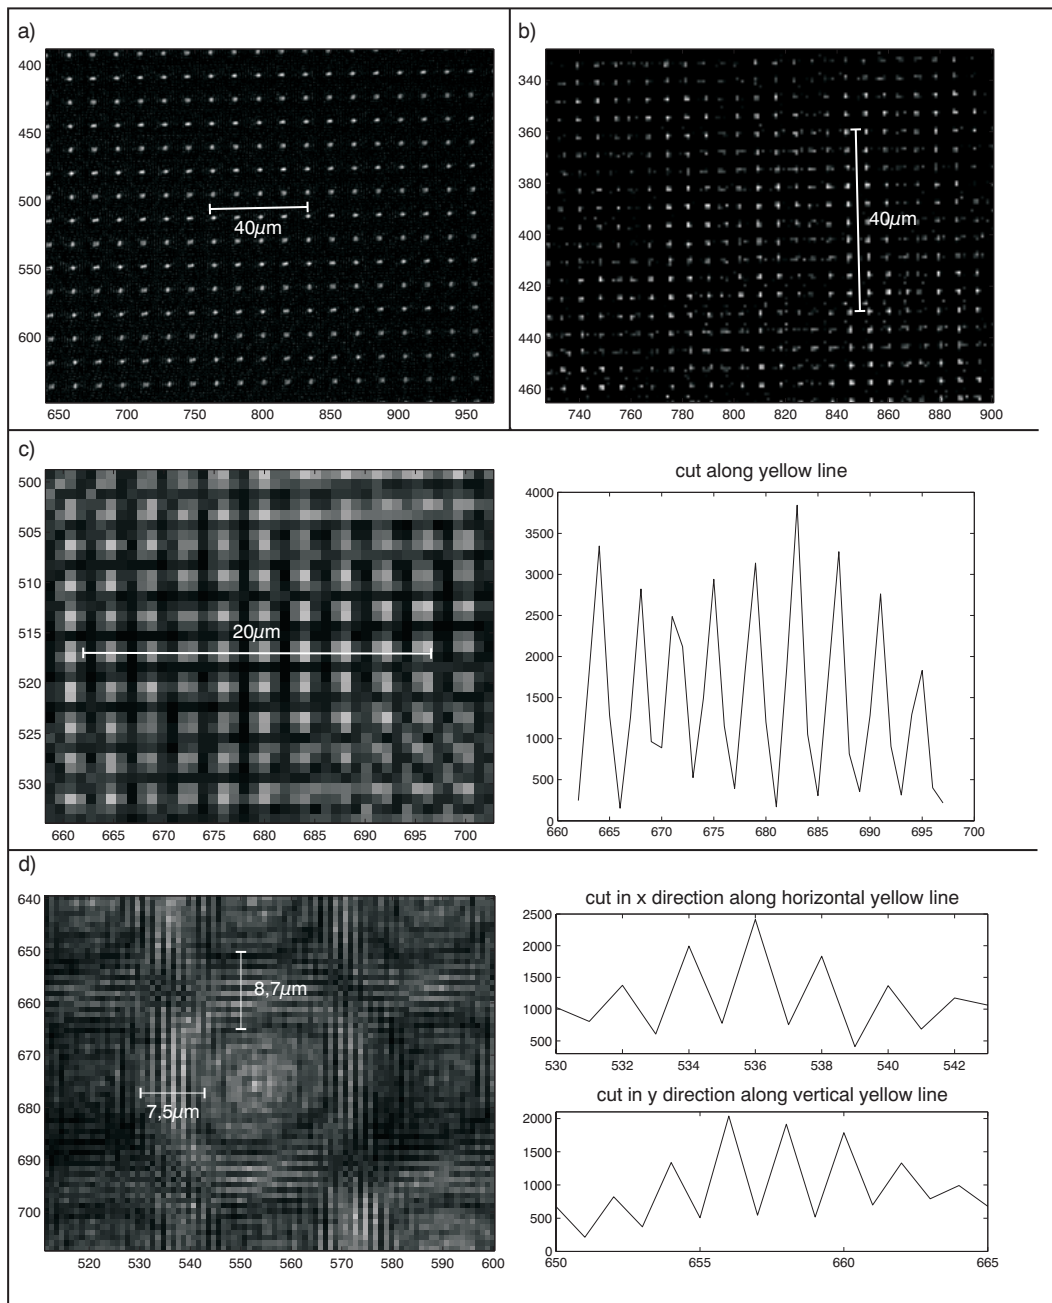 a)
400
450
500
550
600
650 700 750 800 850 900 950
40µm
b)
340
360
380
400
420
440
460
740 760 780 800 820 840 860 880 900
40µm
c)
500
505
510
515
520
525
530
660 665 670 675 680 685 690 695 700
20µm
cut along yellow line
4000
3500
3000
2500
2000
1500
1000
500
0
660 665 670 675 680 685 690 695 700
d)
640
650
660
670
680
690
700
520 530 540 550 560 570 580 590 600
8,7µm
7,5µm
cut in x direction along horizontal yellow line
2500
2000
1500
1000
500
530 532 534 536 538 540 542
cut in y direction along vertical yellow line
2000
1500
1000
500
0
650 655 660 665